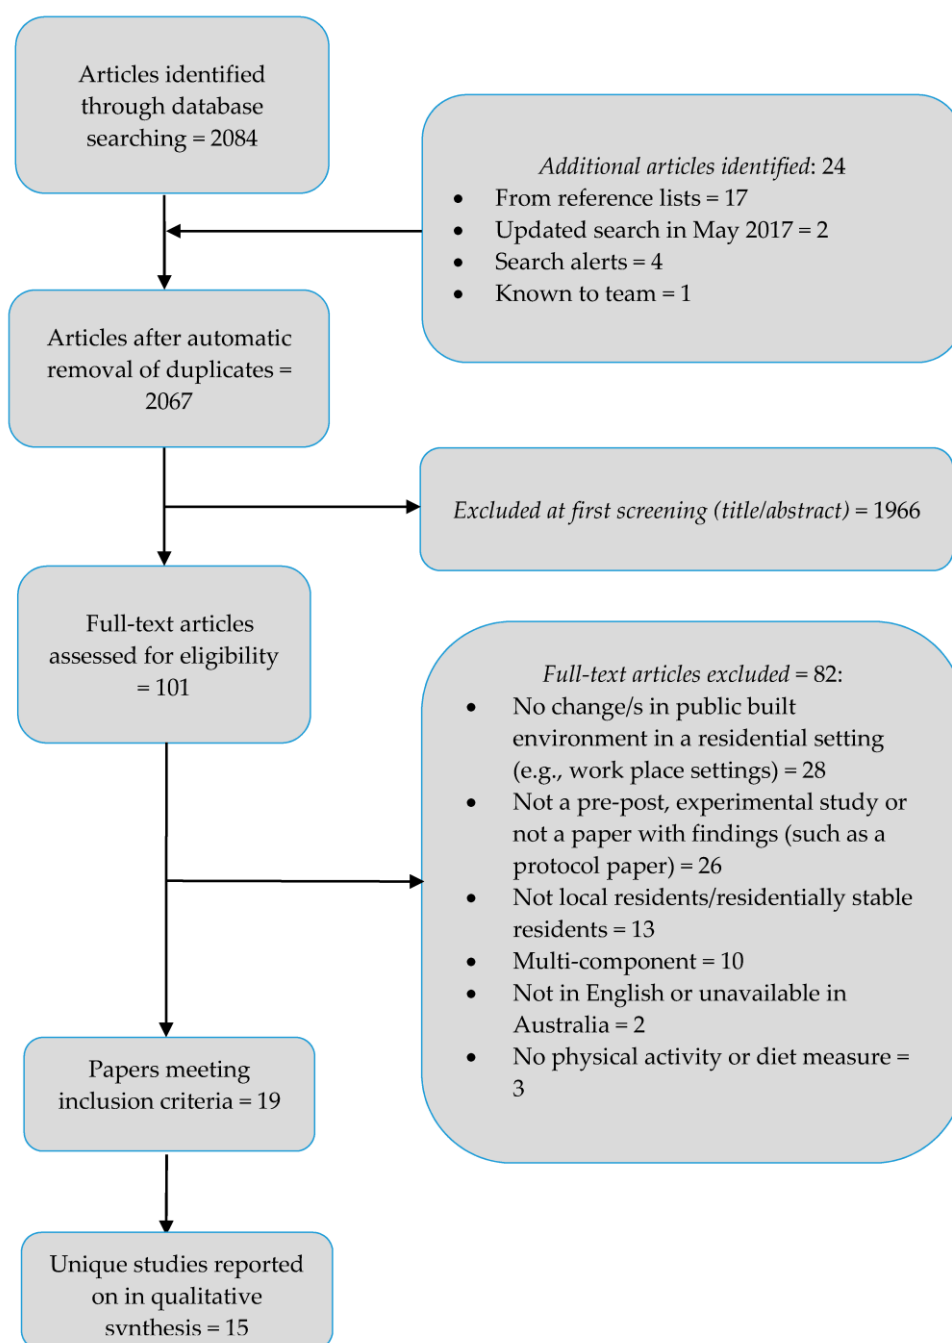 Articles identified
through database
searching = 2084
Additional articles identified: 24
• From reference lists = 17
• Updated search in May 2017 = 2
• Search alerts = 4
• Known to team = 1
Articles after automatic
removal of duplicates =
2067
Excluded at first screening (title/abstract) = 1966
Full-text articles
assessed for eligibility
= 101
Full-text articles excluded = 82:
• No change/s in public built
environment in a residential setting
(e.g., work place settings) = 28
• Not a pre-post, experimental study or
not a paper with findings (such as a
protocol paper) = 26
• Not local residents/residentially stable
residents = 13
• Multi-component = 10
• Not in English or unavailable in
Australia = 2
• No physical activity or diet measure =
3
Papers meeting
inclusion criteria = 19
Unique studies reported
on in qualitative
synthesis = 15